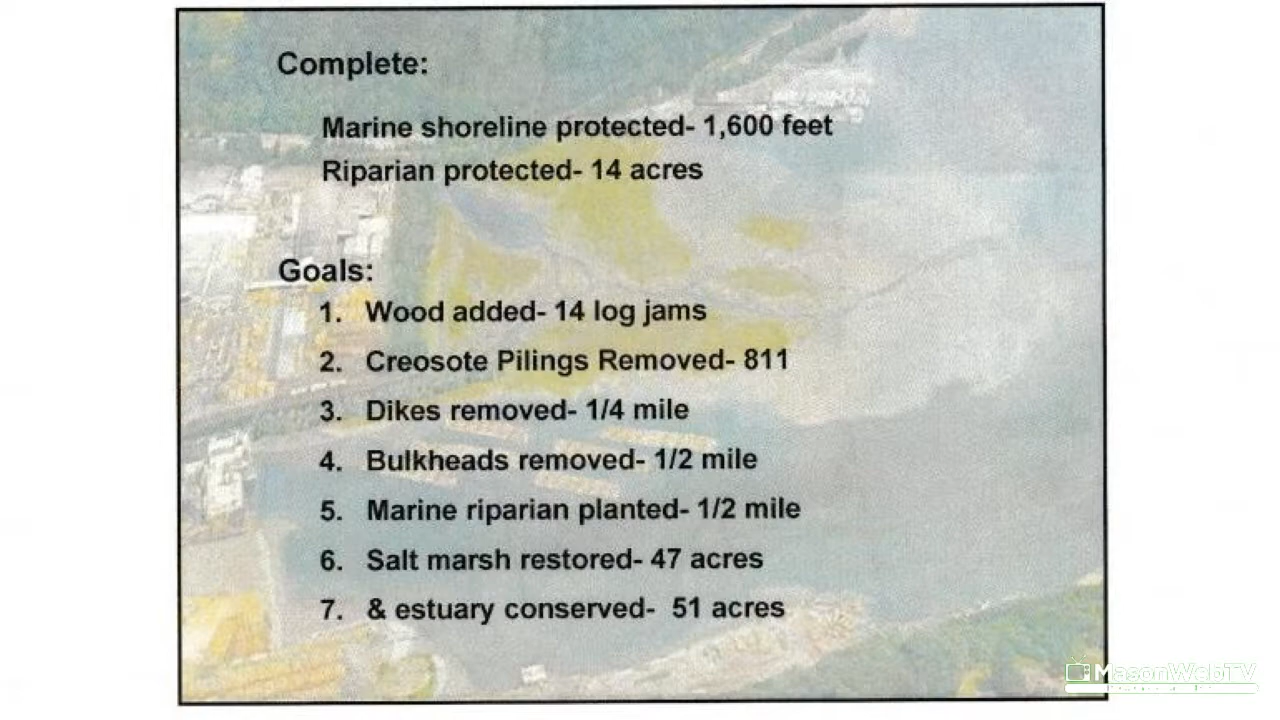 Complete:
Marine shoreline protected- 1,600 feet
Riparian protected- 14 acres
Goals:
1. Wood added- 14 log jams
2. Creosote Pilings Removed- 811
3. Dikes removed- 1/4 mile
4. Bulkheads removed- 1/2 mile
5. Marine riparian planted- 1/2 mile
6. Salt marsh restored- 47 acres
7. & estuary conserved- 51 acres
MasonWebTV